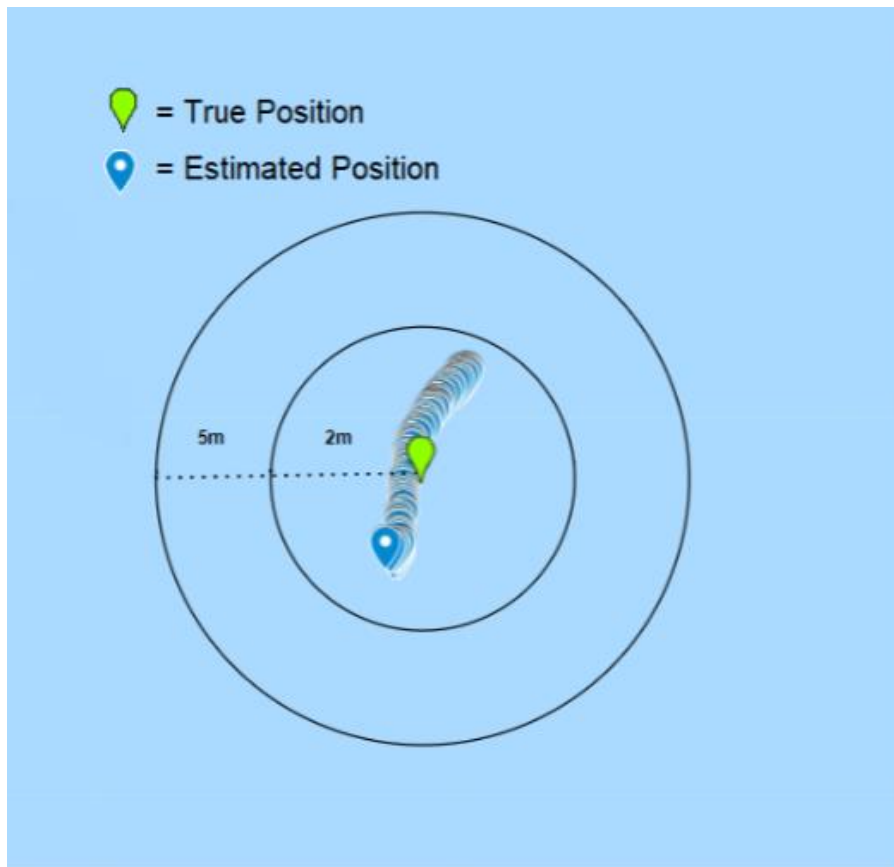 = True Position
= Estimated Position
5m
2m